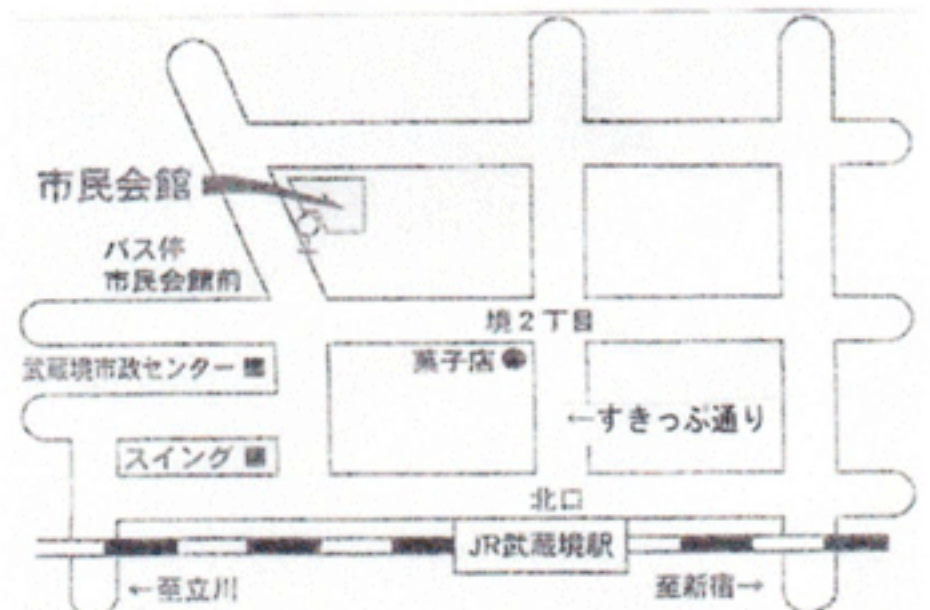 市民会館
バス停
市民会館前
境2丁目
武蔵境市政センター
菓子店
←すきっぷ通り
スイング
北口
JR武蔵境駅
←至立川
至新宿→